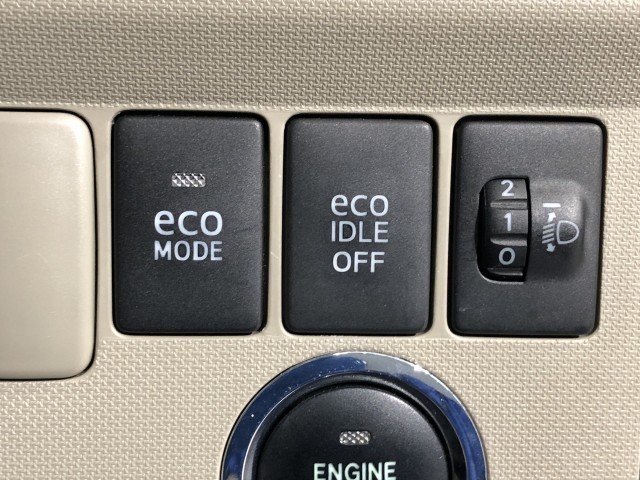 eco
MODE
eco
IDLE
OFF
2
1
0
ENGINE